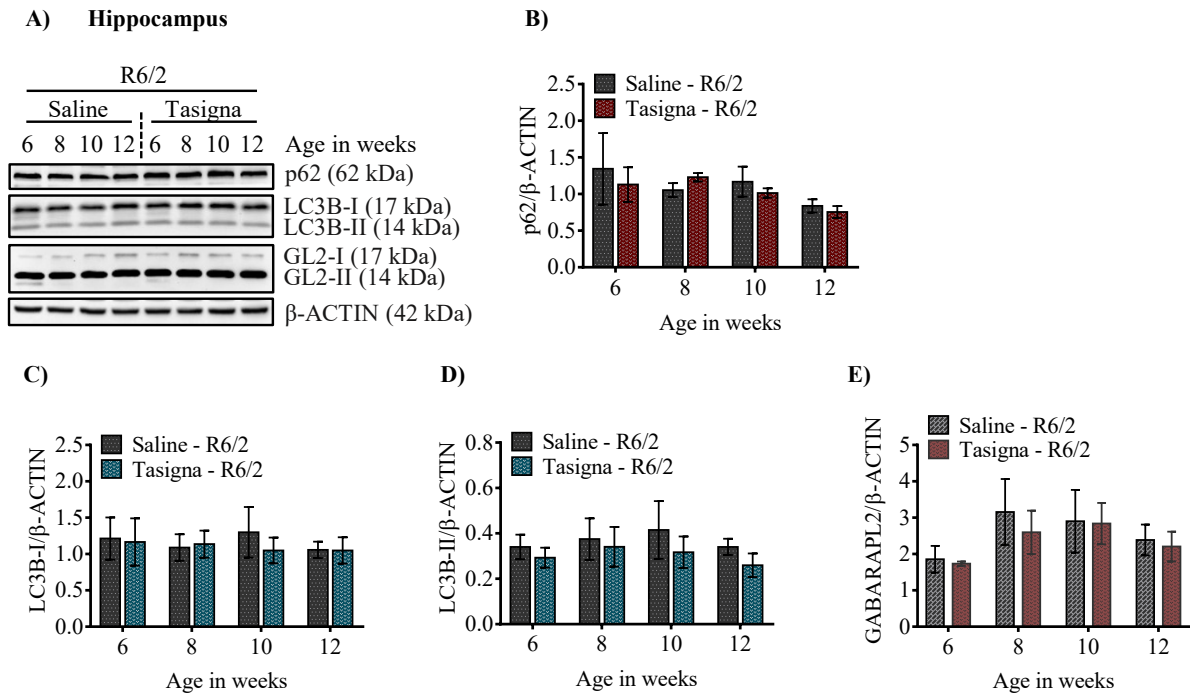 A) Hippocampus
R6/2
Saline Tasigna
6 8 10 12 6 8 10 12 Age in weeks
p62 (62 kDa)
LC3B-I (17 kDa)
LC3B-II (14 kDa)
GL2-I (17 kDa)
GL2-II (14 kDa)
β-ACTIN (42 kDa)
B)
Saline - R6/2
Tasigna - R6/2
p62/β-ACTIN
2.5
2.0
1.5
1.0
0.5
0.0
6 8 10 12
Age in weeks
C)
Saline - R6/2
Tasigna - R6/2
LC3B-I/β-ACTIN
2.5
2.0
1.5
1.0
0.5
0.0
6 8 10 12
Age in weeks
D)
Saline - R6/2
Tasigna - R6/2
LC3B-II/β-ACTIN
0.8
0.6
0.4
0.2
0.0
6 8 10 12
Age in weeks
E)
Saline - R6/2
Tasigna - R6/2
GABARAPL2/β-ACTIN
5
4
3
2
1
0
6 8 10 12
Age in weeks